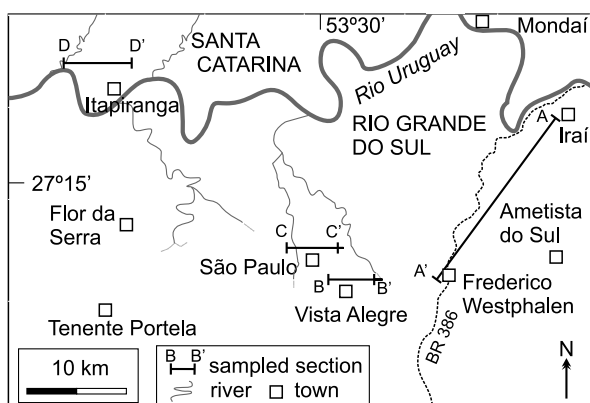 53º30'
Mondaí
D D'
SANTA
CATARINA
Rio Uruguay
Itapiranga
RIO GRANDE
DO SUL
A
Iraí
27º15'
Flor da
Serra
Ametista
do Sul
C C'
São Paulo
A'
B B'
Frederico
Westphalen
Vista Alegre
Tenente Portela
BR 386
10 km
B B'
sampled section
river town
N